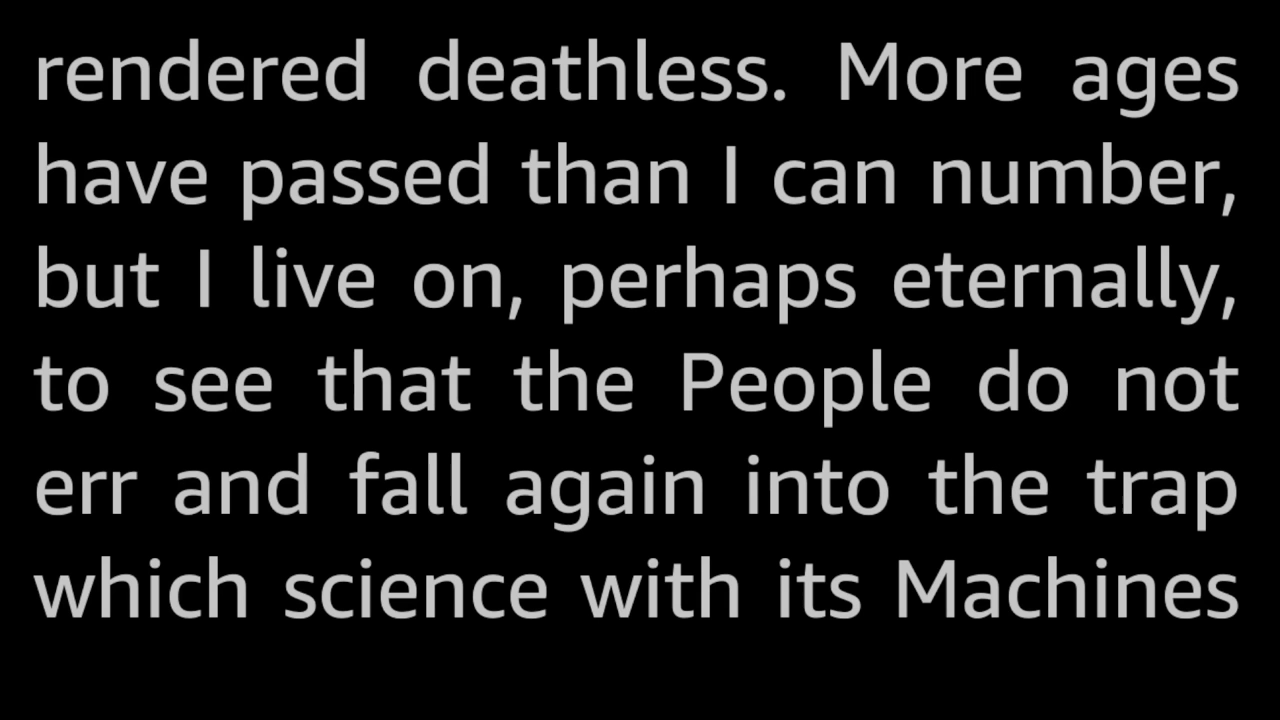 rendered deathless. More ages
have passed than I can number,
but I live on, perhaps eternally,
to see that the People do not
err and fall again into the trap
which science with its Machines